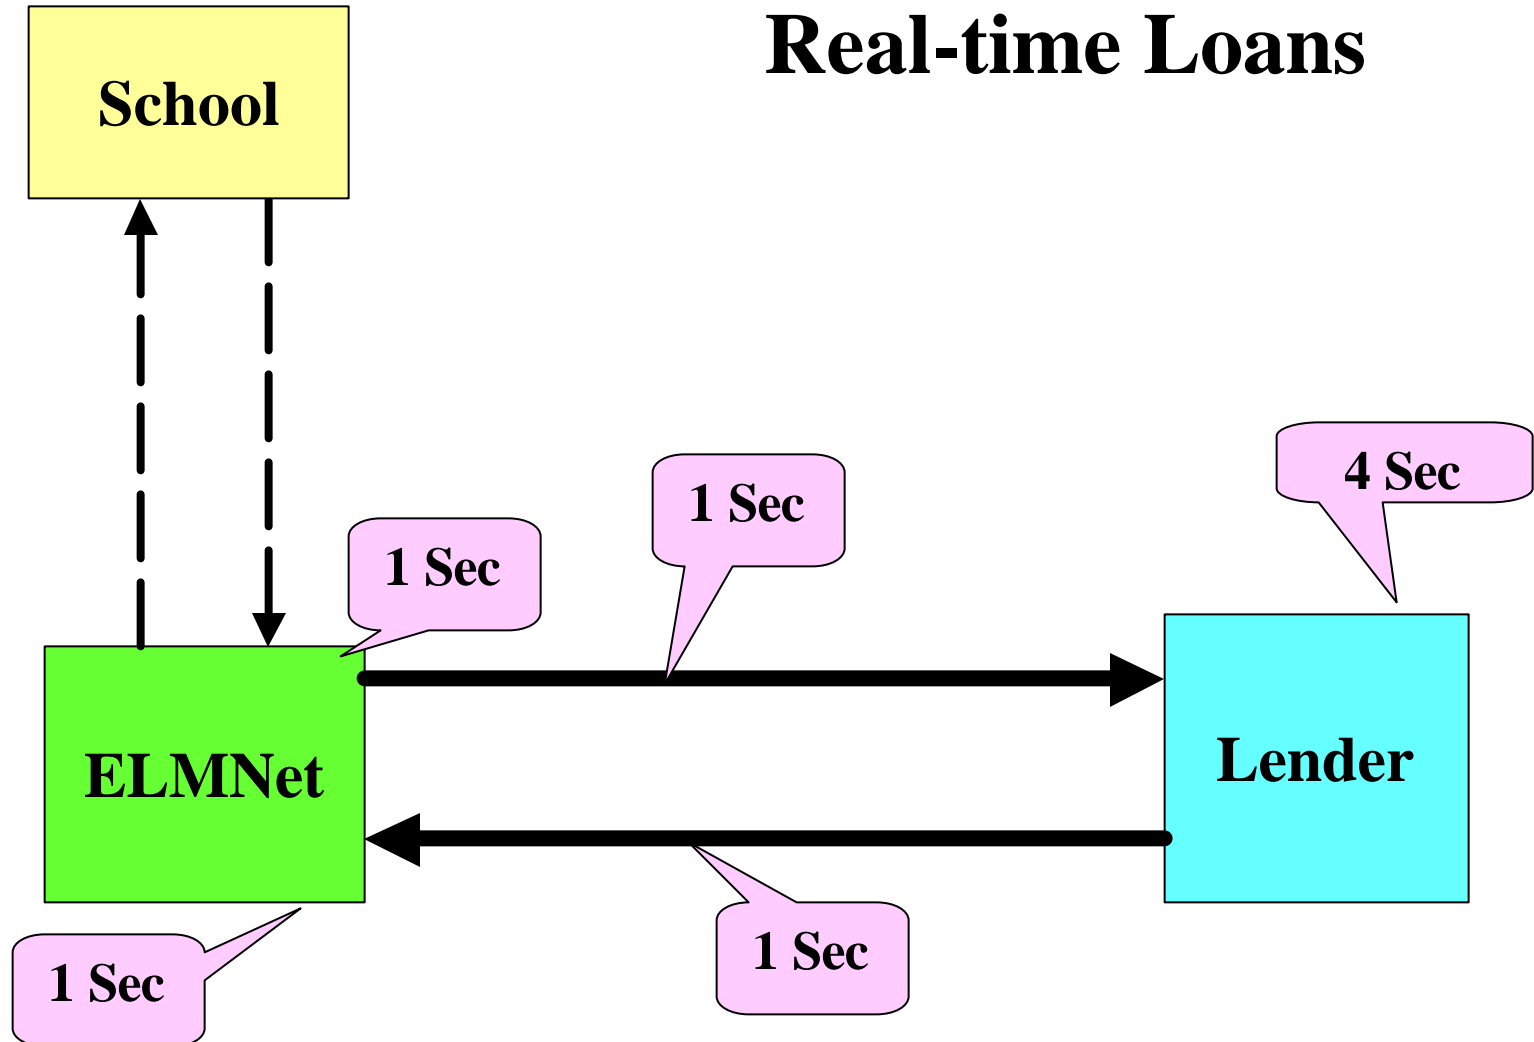 Real-time Loans
School
4 Sec
1 Sec
1 Sec
ELMNet
Lender
1 Sec
1 Sec